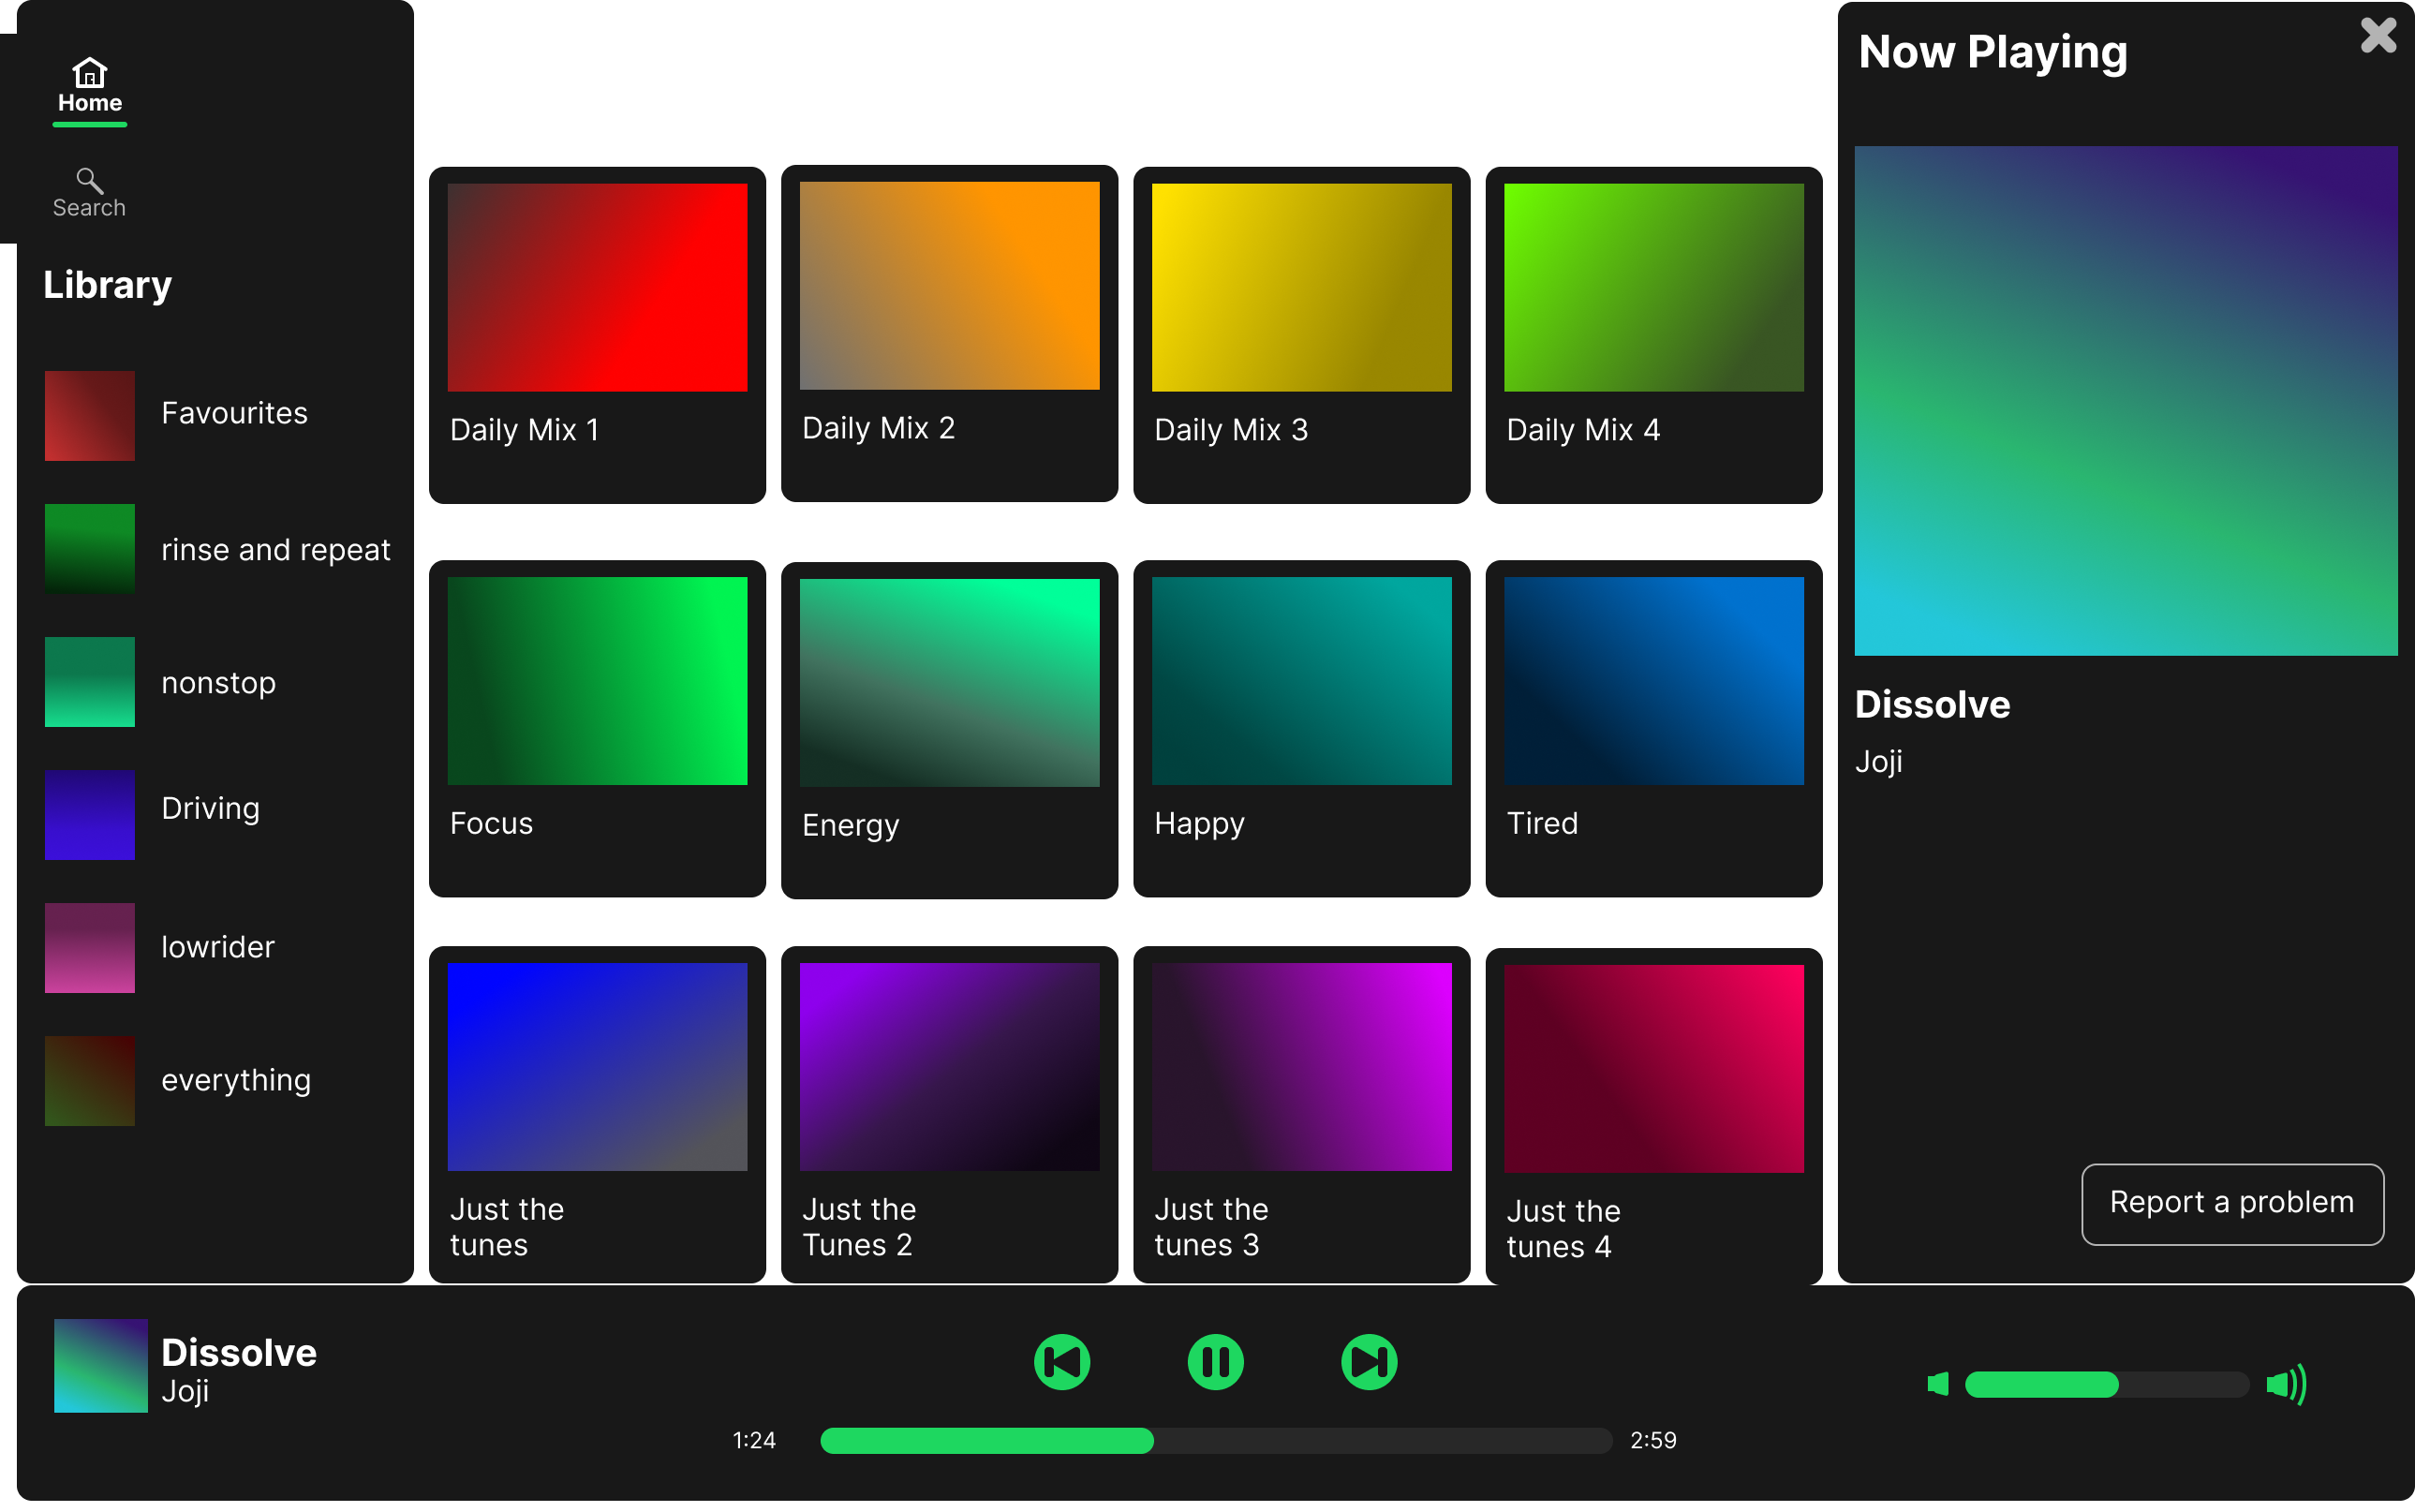 Home
Search
Library
Favourites
rinse and repeat
nonstop
Driving
lowrider
everything
Daily Mix 1
Daily Mix 2
Daily Mix 3
Daily Mix 4
Focus
Energy
Happy
Tired
Just the
tunes
Just the
Tunes 2
Just the
tunes 3
Just the
tunes 4
Now Playing
Dissolve
Joji
Report a problem
Dissolve
Joji
1:24
2:59